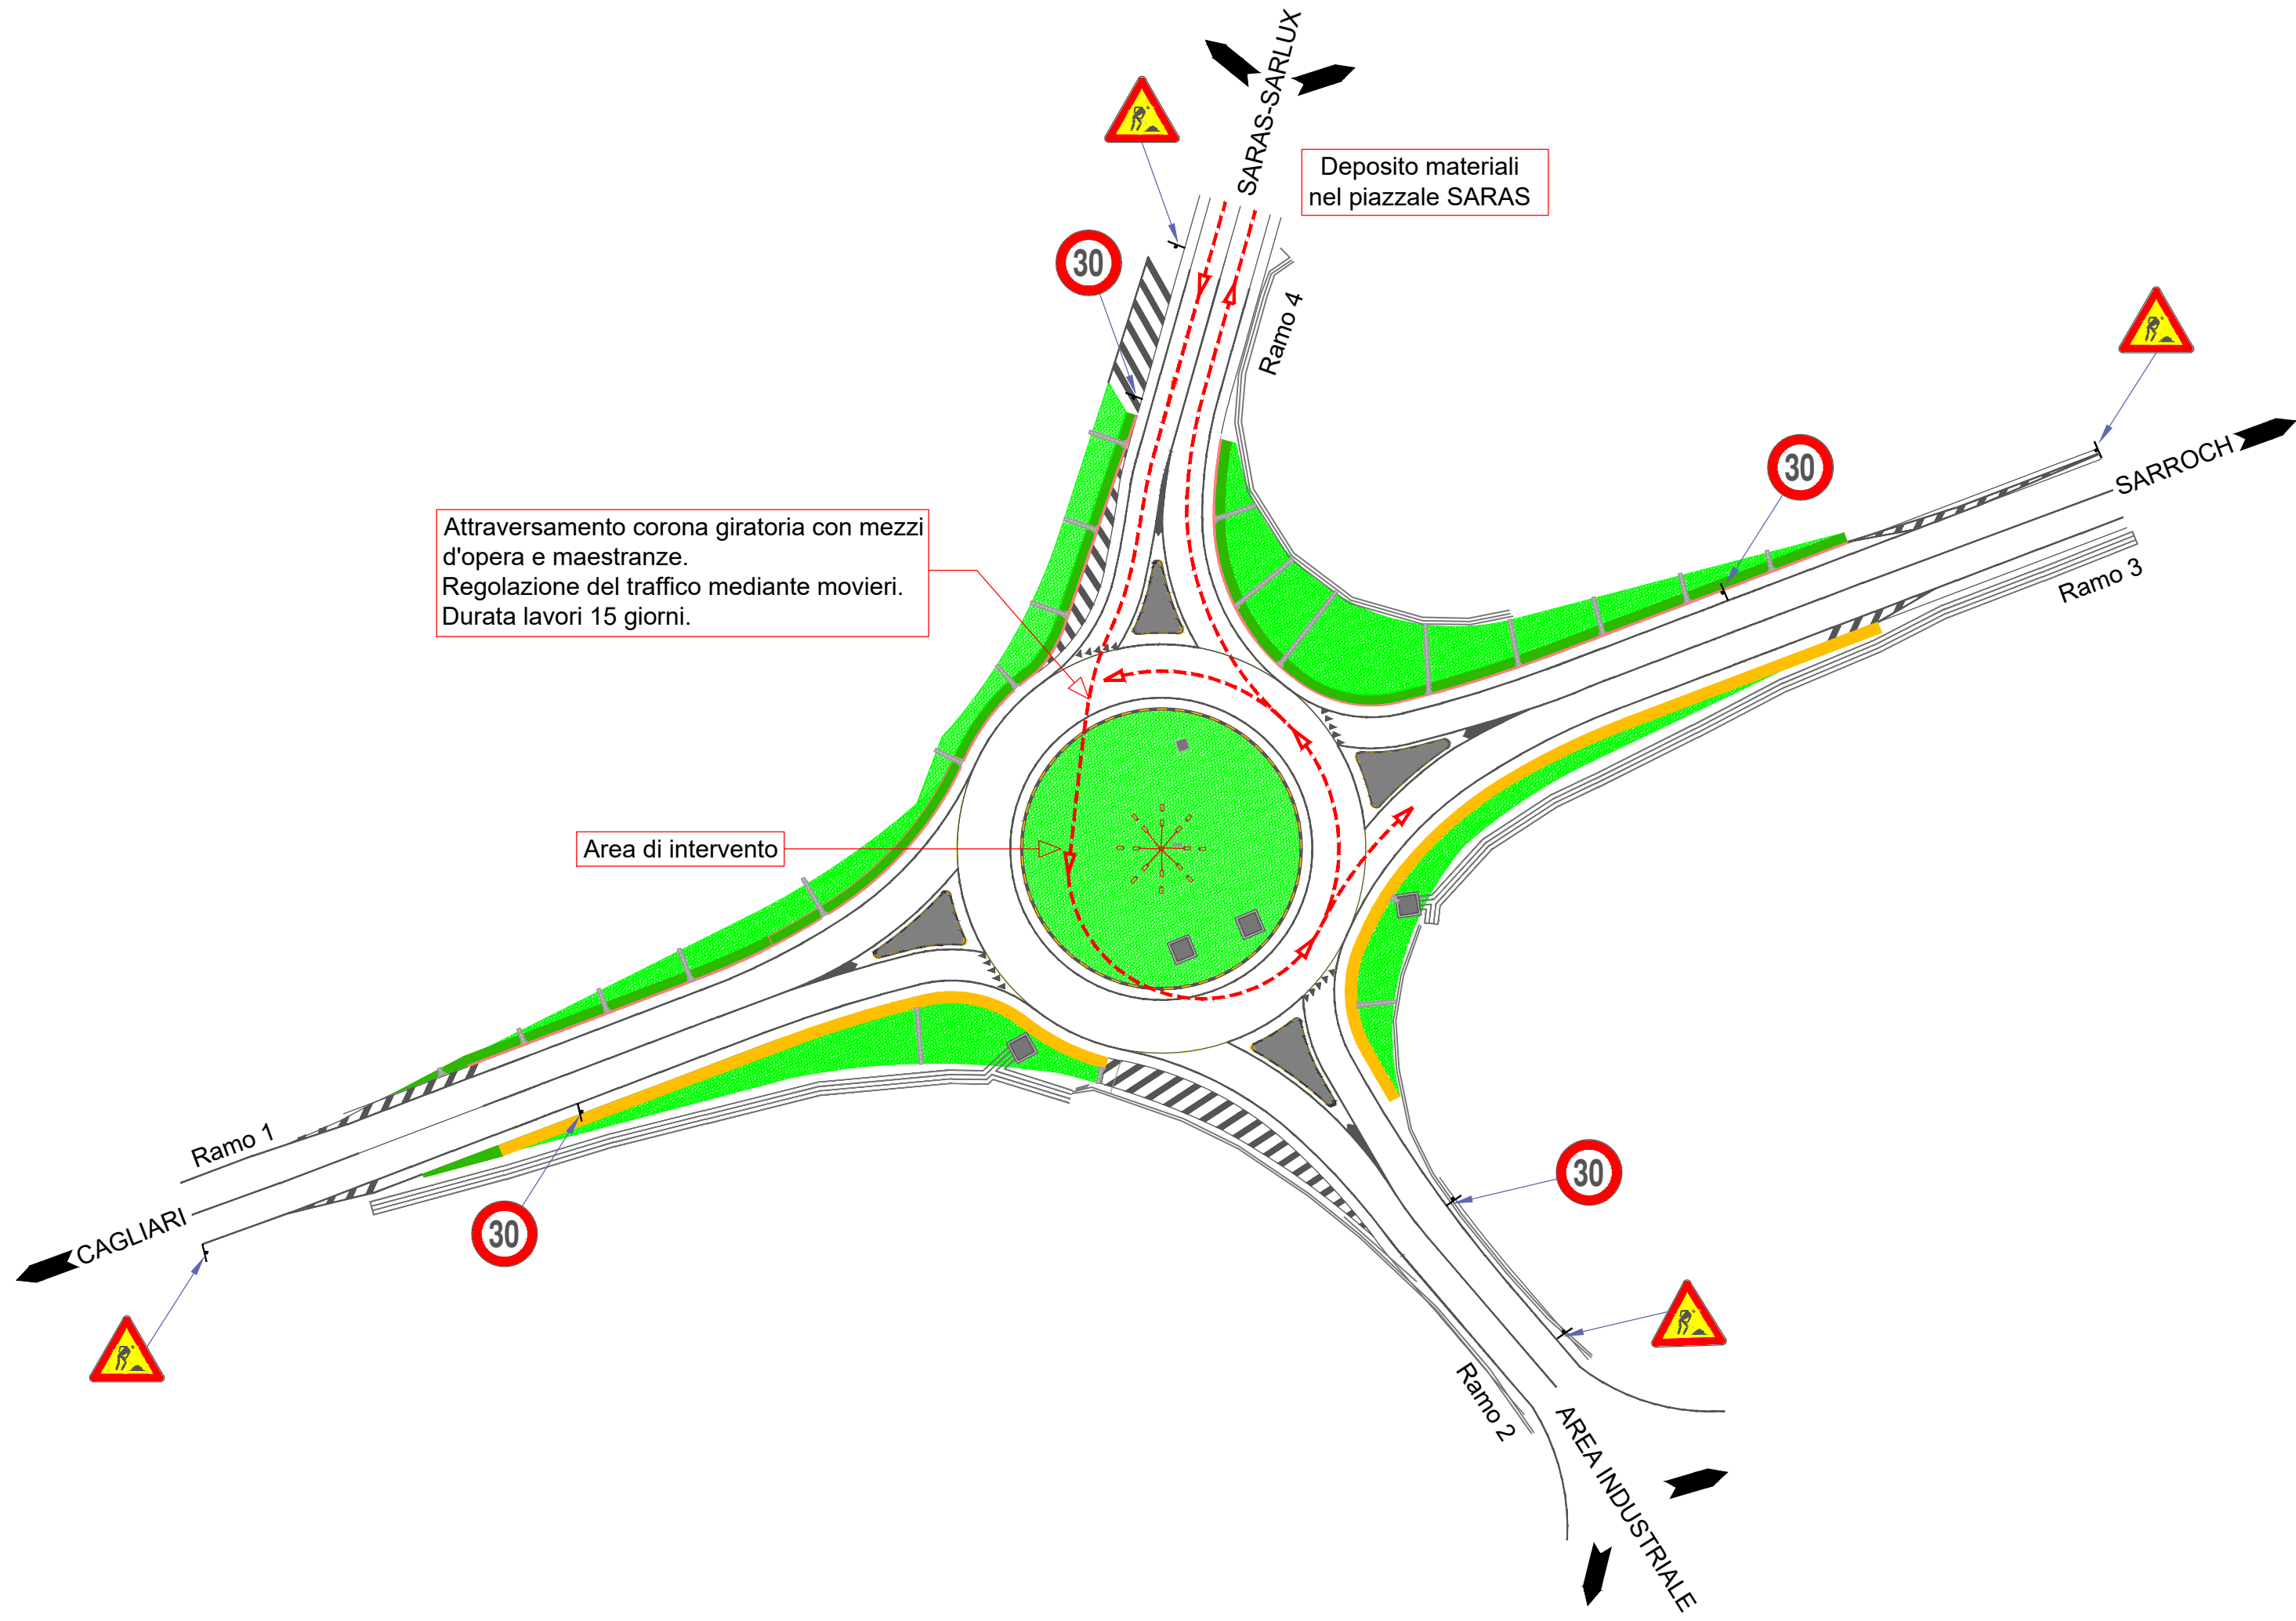 SARAS-SARLUX
Deposito materiali
nel piazzale SARAS
30
Ramo 4
30
SARROCH
Ramo 3
Attraversamento corona giratoria con mezzi
d'opera e maestranze.
Regolazione del traffico mediante movieri.
Durata lavori 15 giorni.
Area di intervento
Ramo 1
CAGLIARI
30
30
Ramo 2
AREA INDUSTRIALE